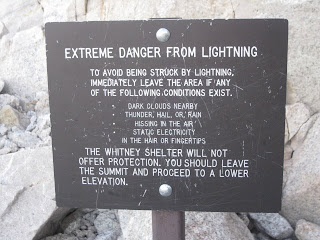 EXTREME DANGER FROM LIGHTNING
TO AVOID BEING STRUCK BY LIGHTNING,
IMMEDIATELY LEAVE THE AREA IF ANY
OF THE FOLLOWING CONDITIONS EXIST.
· DARK CLOUDS NEARBY
· THUNDER, HAIL, OR, RAIN
· HISSING IN THE AIR
· STATIC ELECTRICITY
IN THE HAIR OR FINGERTIPS
THE WHITNEY SHELTER WILL NOT
OFFER PROTECTION. YOU SHOULD LEAVE
THE SUMMIT AND PROCEED TO A LOWER
ELEVATION.